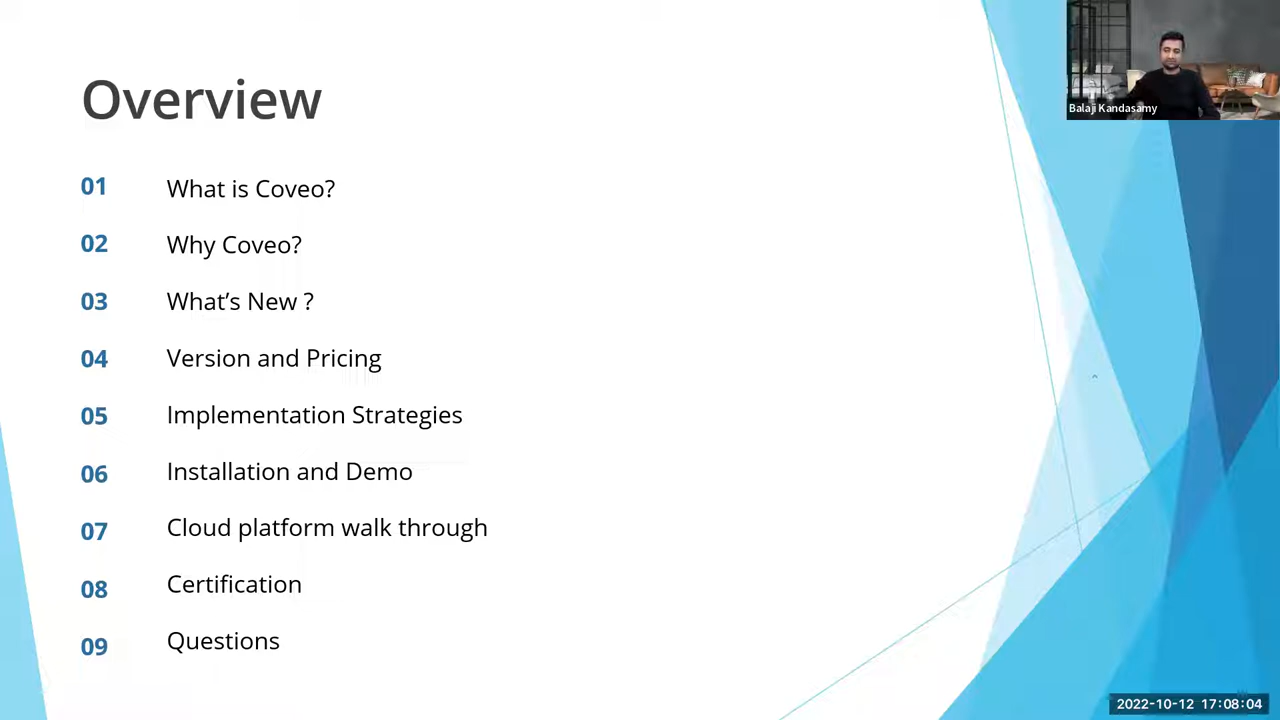 Overview
01 What is Coveo?
02 Why Coveo?
03 What’s New ?
04 Version and Pricing
05 Implementation Strategies
06 Installation and Demo
07 Cloud platform walk through
08 Certification
09 Questions
Balaji Kandasamy
2022-10-12 17:08:04